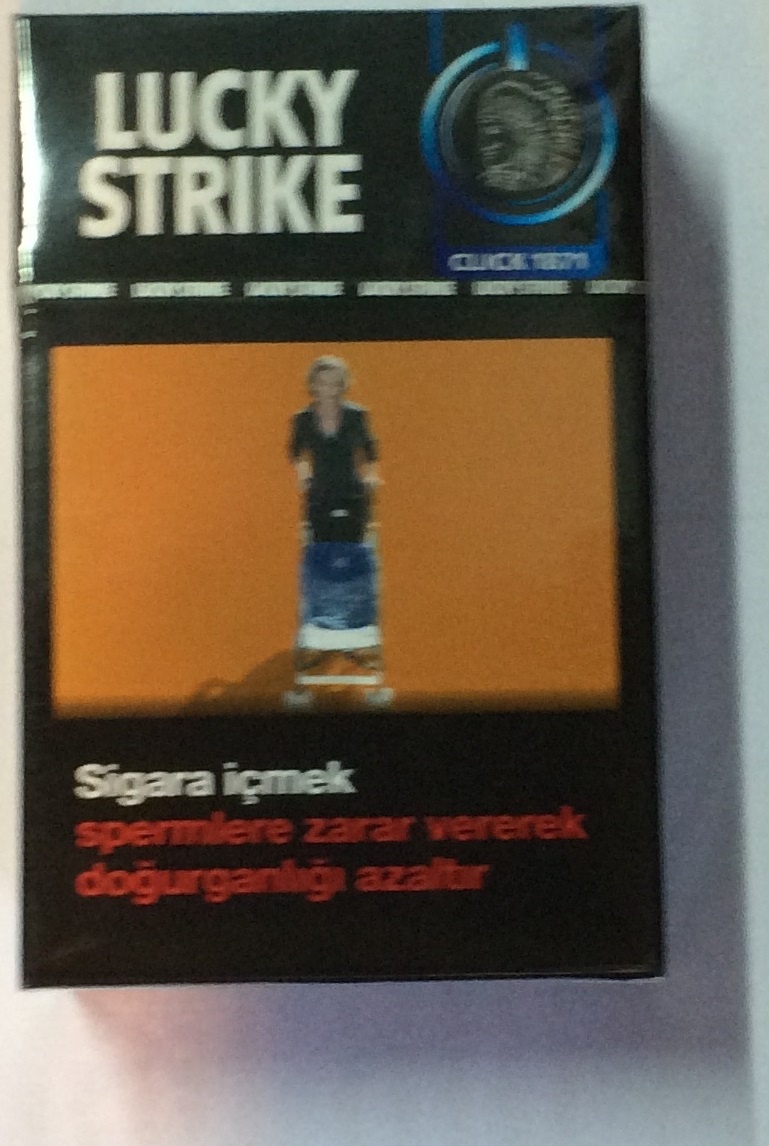 LUCKY
STRIKE
CLICK 1871
Sigara içmek
spermlere zarar vererek
doğurganlığı azaltır